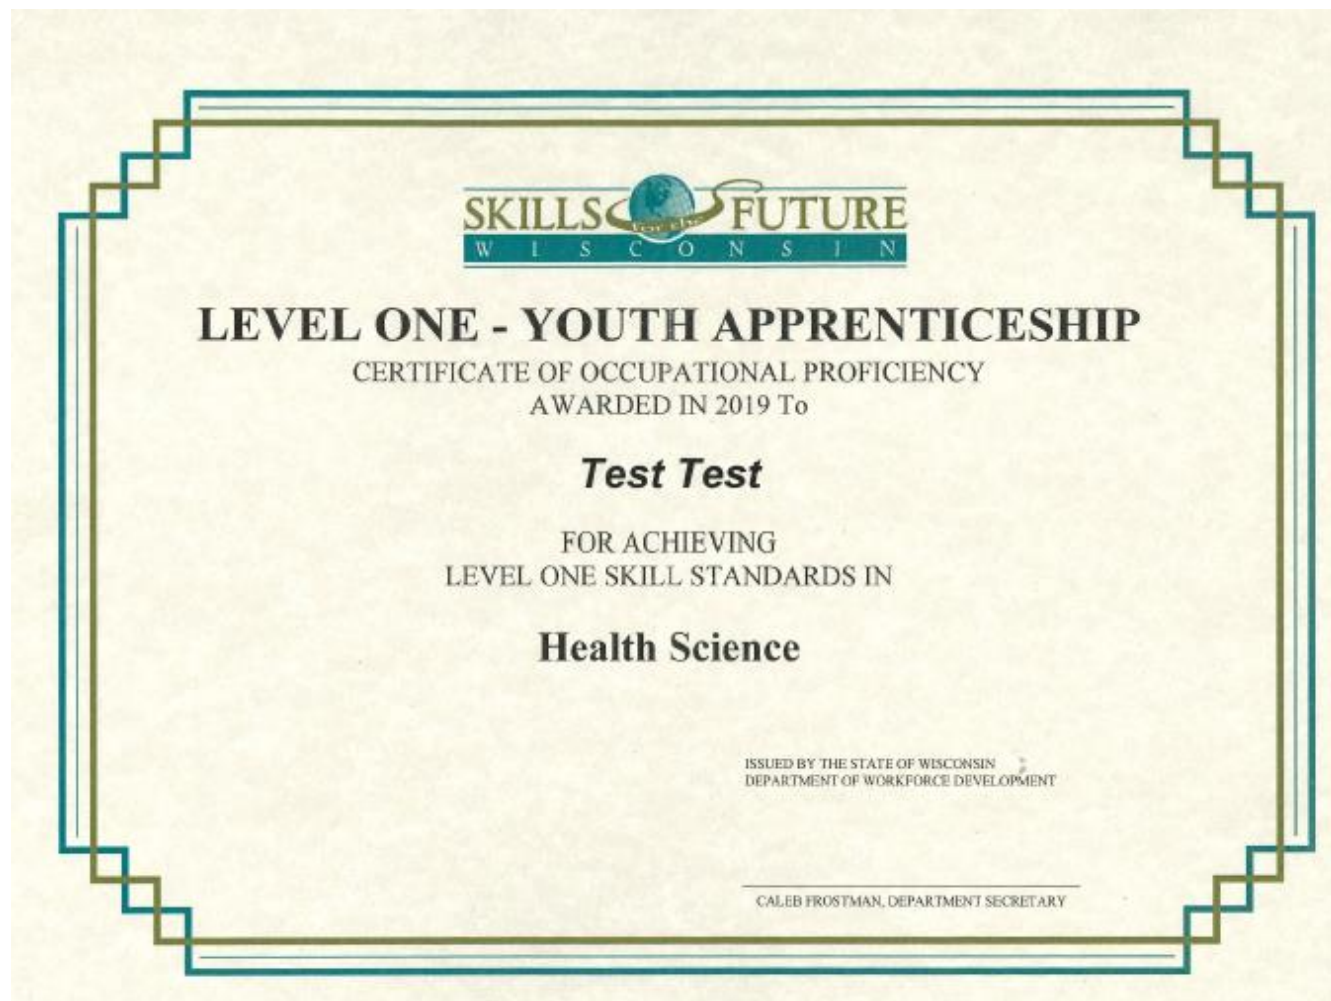 SKILLS for the FUTURE
WISCONSIN
LEVEL ONE - YOUTH APPRENTICESHIP
CERTIFICATE OF OCCUPATIONAL PROFICIENCY
AWARDED IN 2019 To
Test Test
FOR ACHIEVING
LEVEL ONE SKILL STANDARDS IN
Health Science
ISSUED BY THE STATE OF WISCONSIN
DEPARTMENT OF WORKFORCE DEVELOPMENT
CALEB FROSTMAN, DEPARTMENT SECRETARY